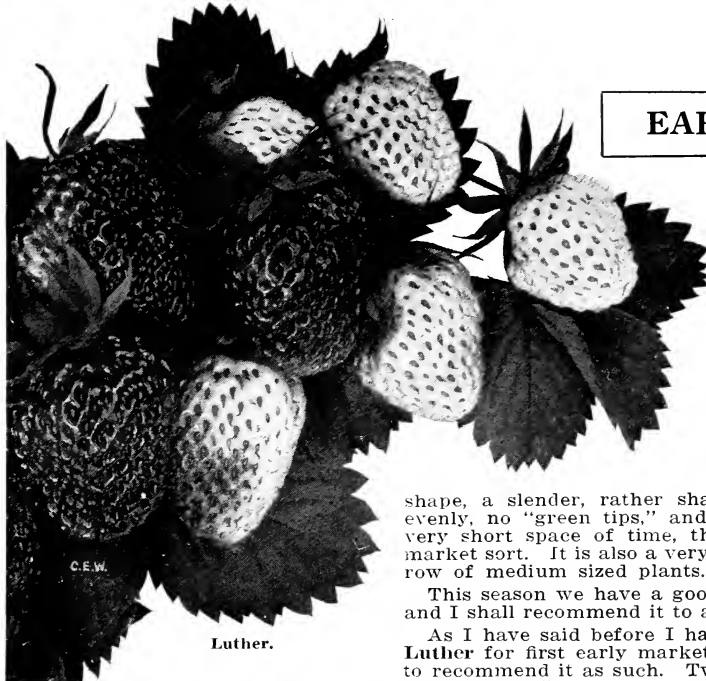 EAR
shape, a slender, rather sha
evenly, no "green tips," and
very short space of time, th
market sort. It is also a very
row of medium sized plants.
This season we have a goo
and I shall recommend it to a
As I have said before I ha
Luther for first early market
to recommend it as such. Tw
C.E.W.
Luther.